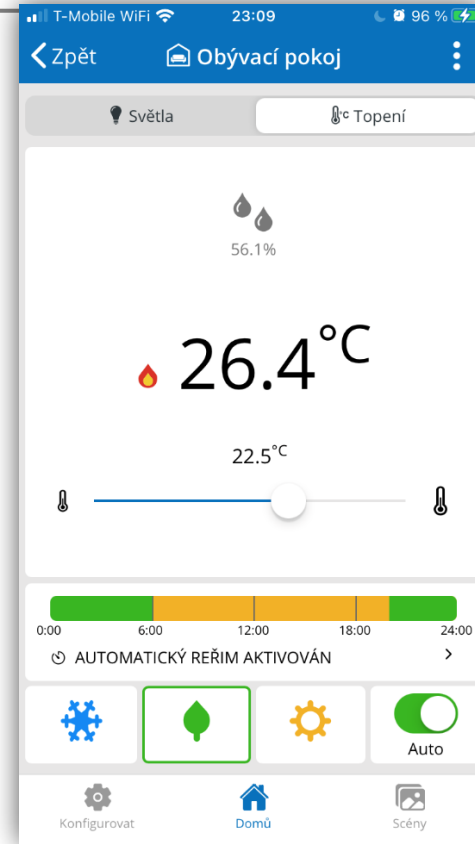 T-Mobile WiFi 23:09 96 %
Zpět Obývací pokoj
Světla °C Topení
56.1%
26.4°C
22.5°C
0:00 6:00 12:00 18:00 24:00
AUTOMATICKÝ REŘIM AKTIVOVÁN
Auto
Konfigurovat Domů Scény